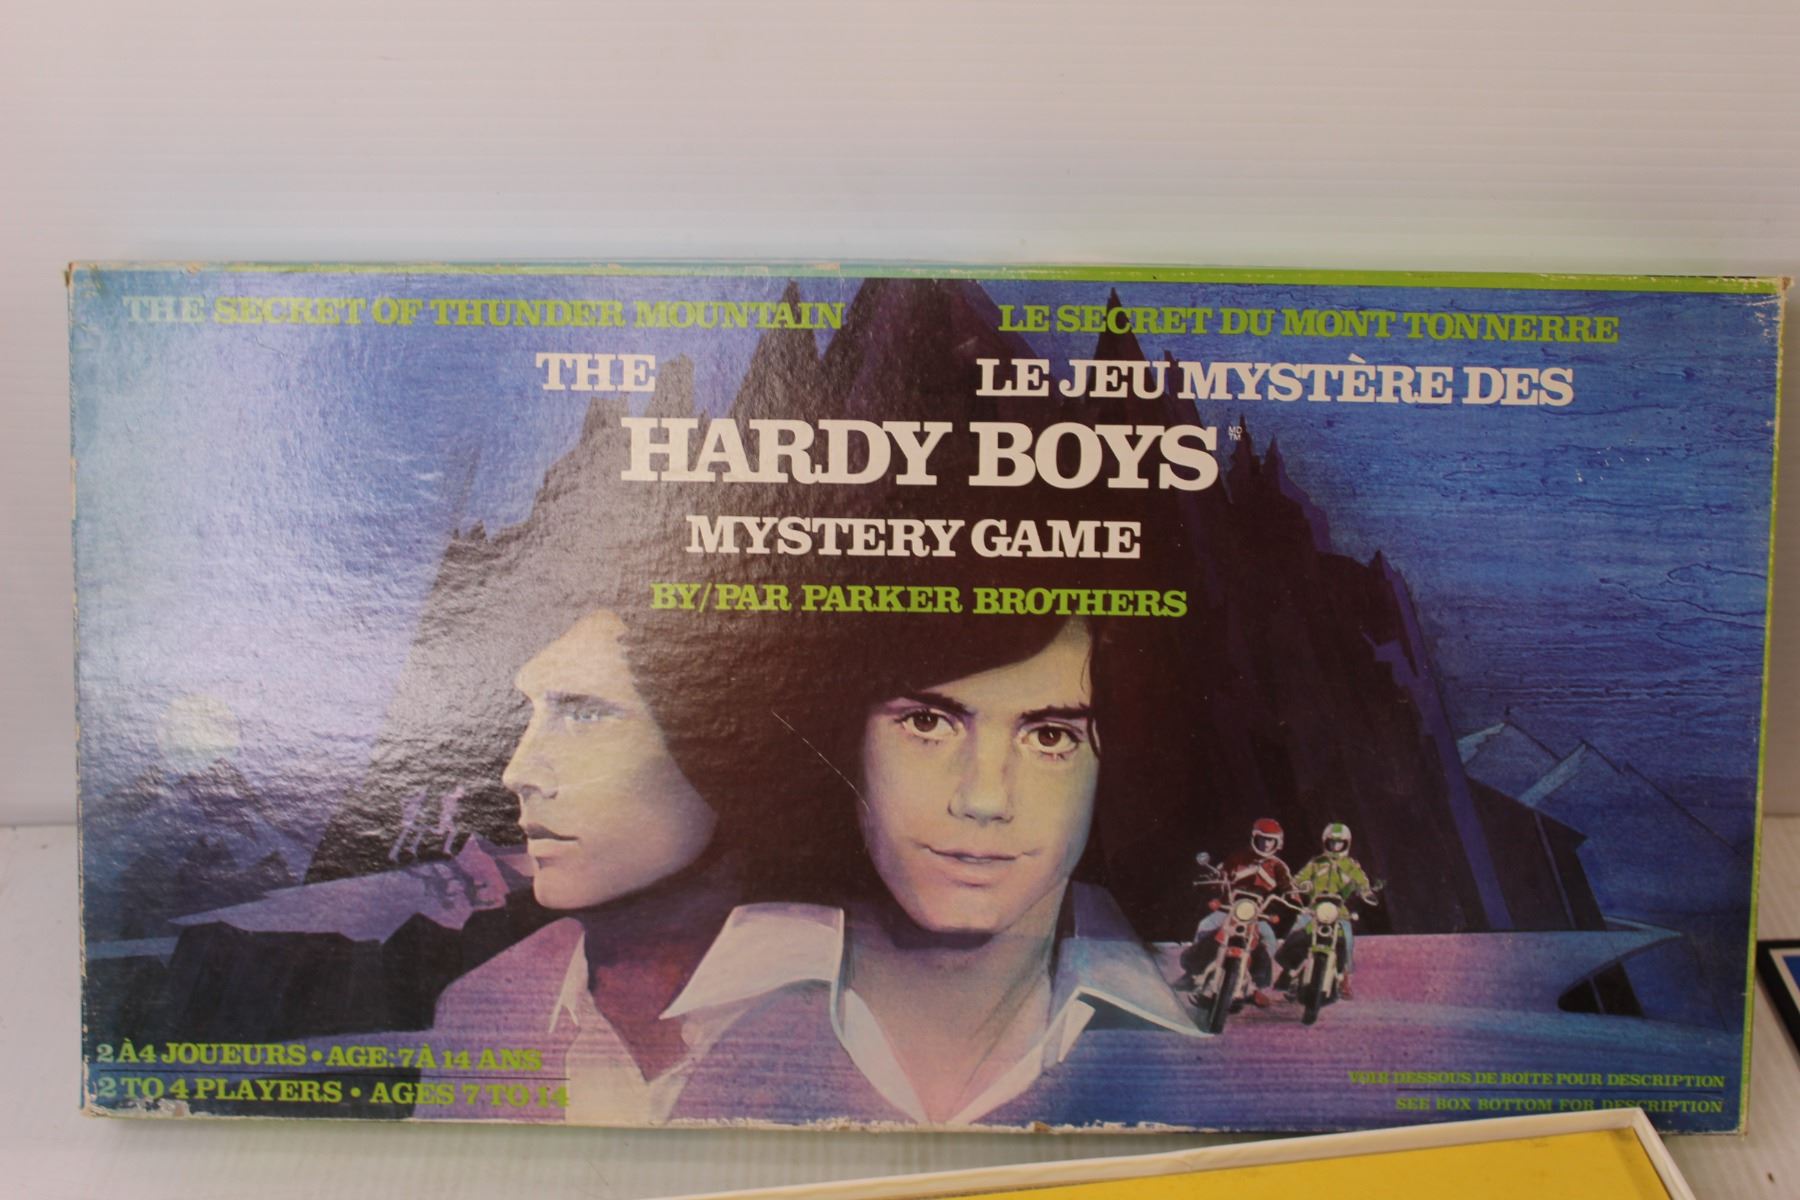 THE SECRET OF THUNDER MOUNTAIN
LE SECRET DU MONT TONNERRE
THE
LE JEU MYSTÈRE DES
HARDY BOYS MD TM
MYSTERY GAME
BY/PAR PARKER BROTHERS
2 À 4 JOUEURS • AGE: 7 À 14 ANS
2 TO 4 PLAYERS • AGES 7 TO 14
VOIR DESSOUS DE BOITE POUR DESCRIPTION
SEE BOX BOTTOM FOR DESCRIPTION